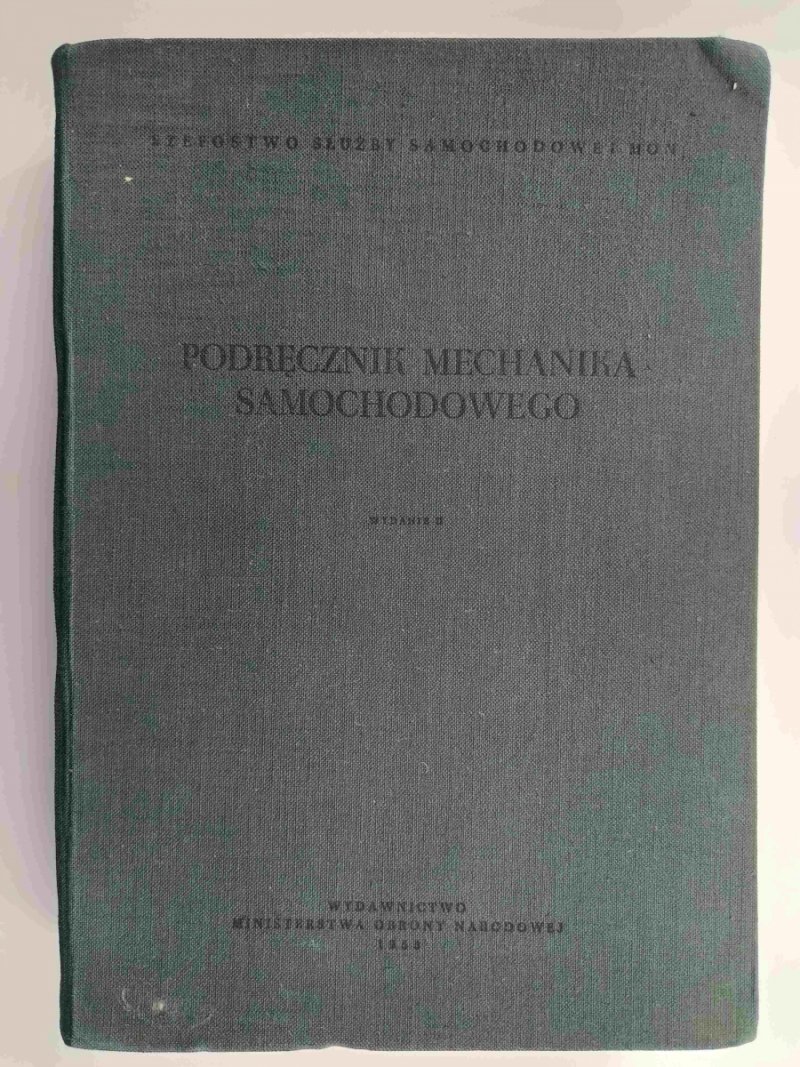 SZEFOSTWO SŁUŻBY SAMOCHODOWEJ MON
PODRĘCZNIK MECHANIKA
SAMOCHODOWEGO
WYDANIE II
WYDAWNICTWO
MINISTERSTWA OBRONY NARODOWEJ